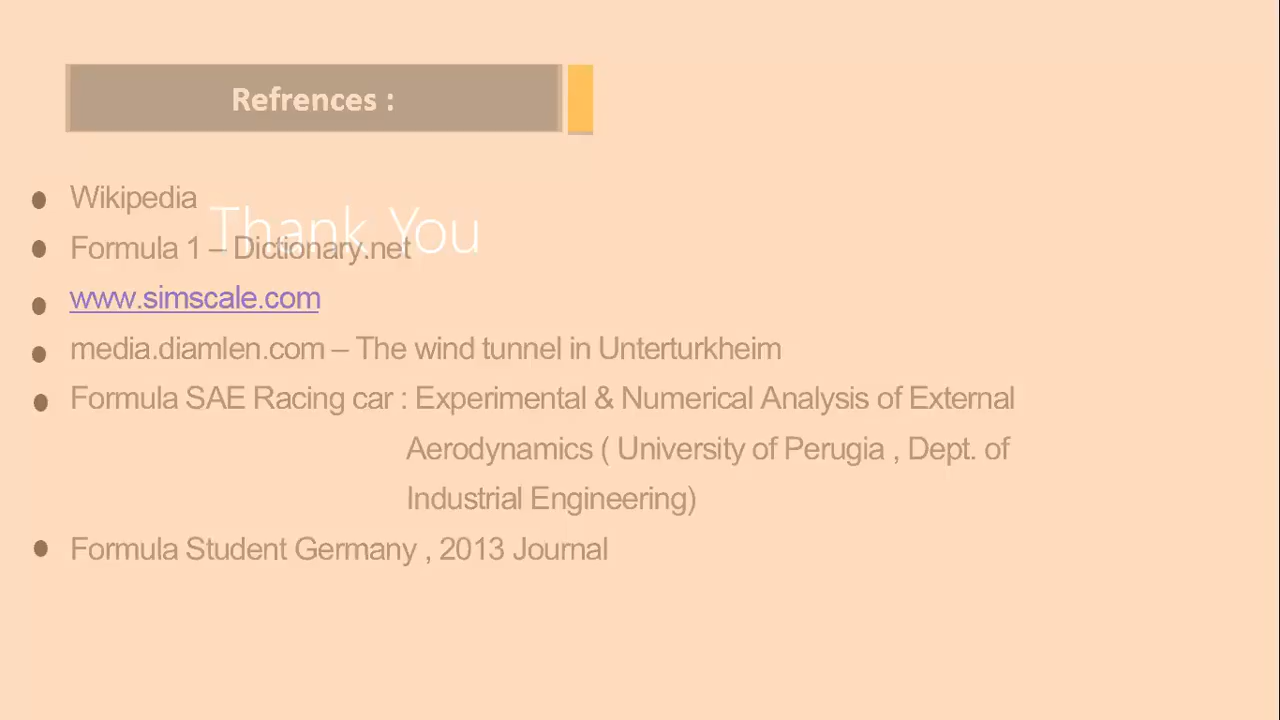 Refrences :
Wikipedia
Thank You
Formula 1 – Dictionary.net
www.simscale.com
media.diamlen.com – The wind tunnel in Unterturkheim
Formula SAE Racing car : Experimental & Numerical Analysis of External
Aerodynamics ( University of Perugia , Dept. of
Industrial Engineering)
Formula Student Germany , 2013 Journal